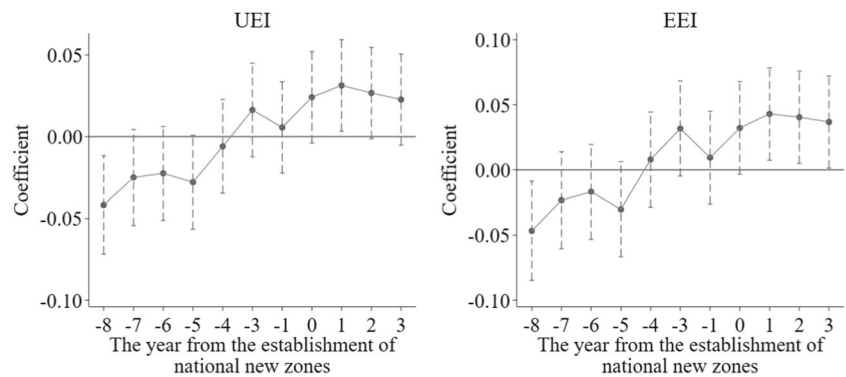 UEI
0.05
0.00
-0.05
-0.10
Coefficient
-8 -7 -6 -5 -4 -3 -1 0 1 2 3
The year from the establishment of
national new zones
EEI
0.10
0.05
0.00
-0.05
-0.10
Coefficient
-8 -7 -6 -5 -4 -3 -1 0 1 2 3
The year from the establishment of
national new zones